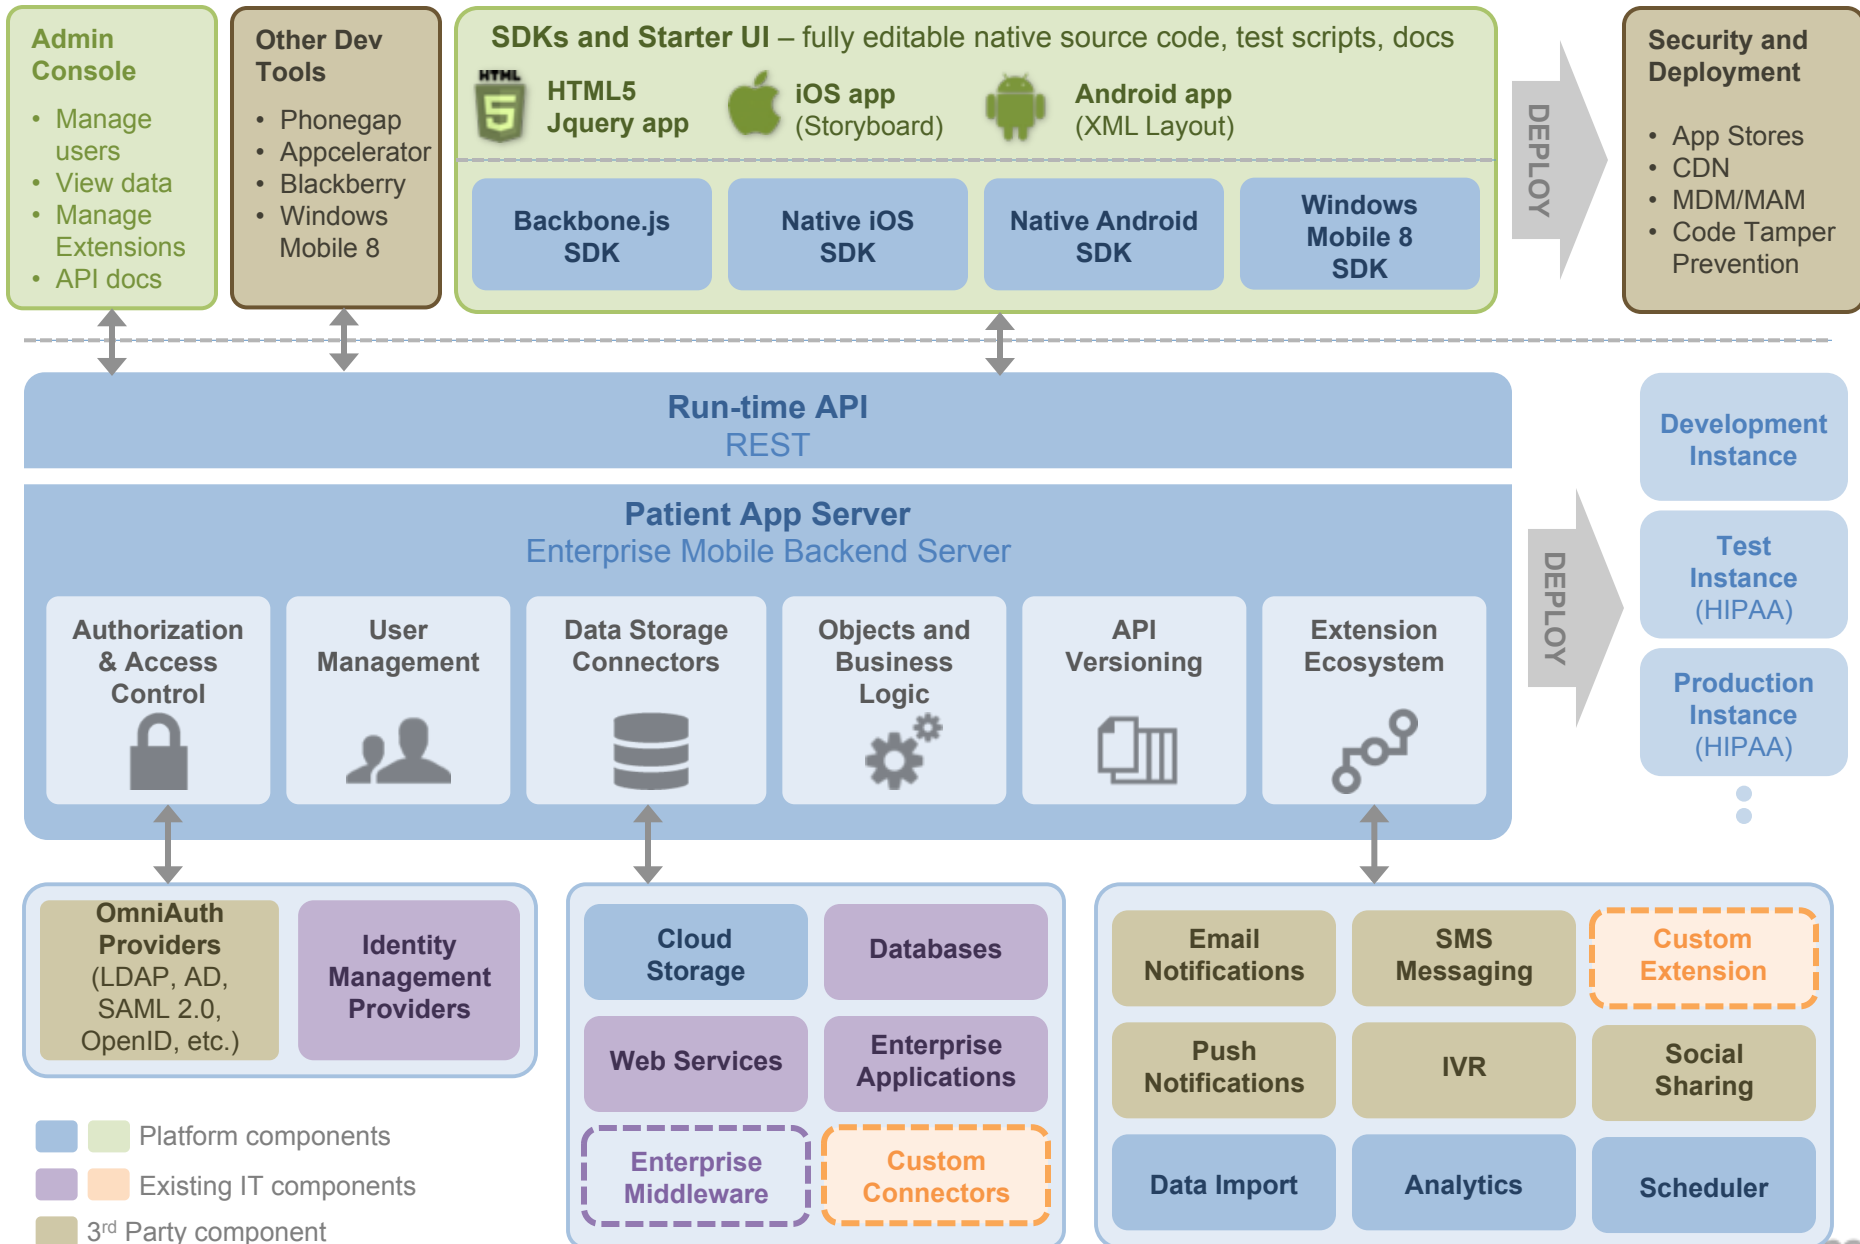 Admin
Console
• Manage
users
• View data
• Manage
Extensions
• API docs
Other Dev
Tools
• Phonegap
• Appcelerator
• Blackberry
• Windows
Mobile 8
SDKs and Starter UI – fully editable native source code, test scripts, docs
HTML
5
HTML5
Jquery app
iOS app
(Storyboard)
Android app
(XML Layout)
Backbone.js
SDK
Native iOS
SDK
Native Android
SDK
Windows
Mobile 8
SDK
DEPLOY
Security and
Deployment
• App Stores
• CDN
• MDM/MAM
• Code Tamper
Prevention
Run-time API
REST
Patient App Server
Enterprise Mobile Backend Server
Authorization
& Access
Control
User
Management
Data Storage
Connectors
Objects and
Business
Logic
API
Versioning
Extension
Ecosystem
DEPLOY
Development
Instance
Test
Instance
(HIPAA)
Production
Instance
(HIPAA)
OmniAuth
Providers
(LDAP, AD,
SAML 2.0,
OpenID, etc.)
Identity
Management
Providers
Cloud
Storage
Databases
Web Services
Enterprise
Applications
Enterprise
Middleware
Custom
Connectors
Email
Notifications
SMS
Messaging
Custom
Extension
Push
Notifications
IVR
Social
Sharing
Data Import
Analytics
Scheduler
Platform components
Existing IT components
3rd Party component